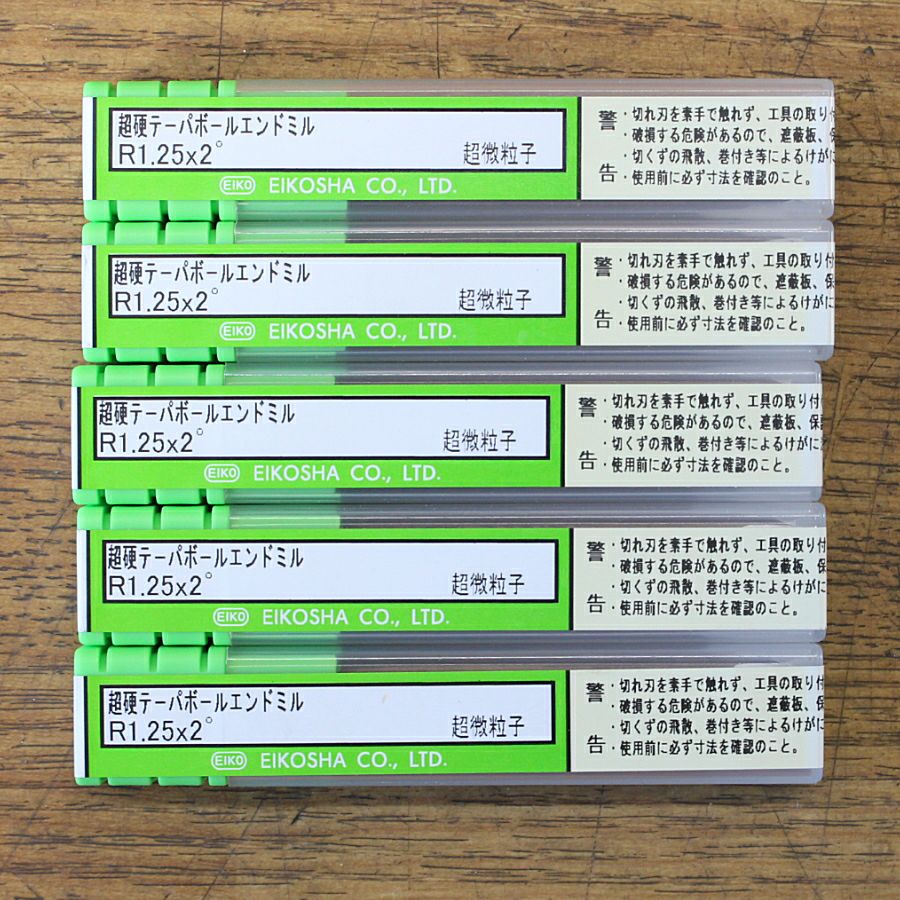 超硬テーパボールエンドミル
R1.25x2°
超微粒子
EIKO EIKOSHA CO., LTD.
警告
・切れ刃を素手で触れず、工具の取り付
・破損する危険があるので、遮蔽板、
・切くずの飛散、巻付き等によるけがに
・使用前に必ず寸法を確認のこと。
超硬テーパボールエンドミル
R1.25x2°
超微粒子
EIKO EIKOSHA CO., LTD.
警告
・切れ刃を素手で触れず、工具の取り付
・破損する危険があるので、遮蔽板、保
・切くずの飛散、巻付き等によるけがに
・使用前に必ず寸法を確認のこと。
超硬テーパボールエンドミル
R1.25x2°
超微粒子
EIKO EIKOSHA CO., LTD.
警告
・切れ刃を素手で触れず、工具の取り付
・破損する危険があるので、遮蔽板、保
・切くずの飛散、巻付き等によるけがに
・使用前に必ず寸法を確認のこと。
超硬テーパボールエンドミル
R1.25x2°
超微粒子
EIKO EIKOSHA CO., LTD.
警告
・切れ刃を素手で触れず、工具の取り付
・破損する危険があるので、遮蔽板、保
・切くずの飛散、巻付き等によるけがに
・使用前に必ず寸法を確認のこと。
超硬テーパボールエンドミル
R1.25x2°
超微粒子
EIKO EIKOSHA CO., LTD.
警告
・切れ刃を素手で触れず、工具の取り付
・破損する危険があるので、遮蔽板、保
・切くずの飛散、巻付き等によるけがに
・使用前に必ず寸法を確認のこと。